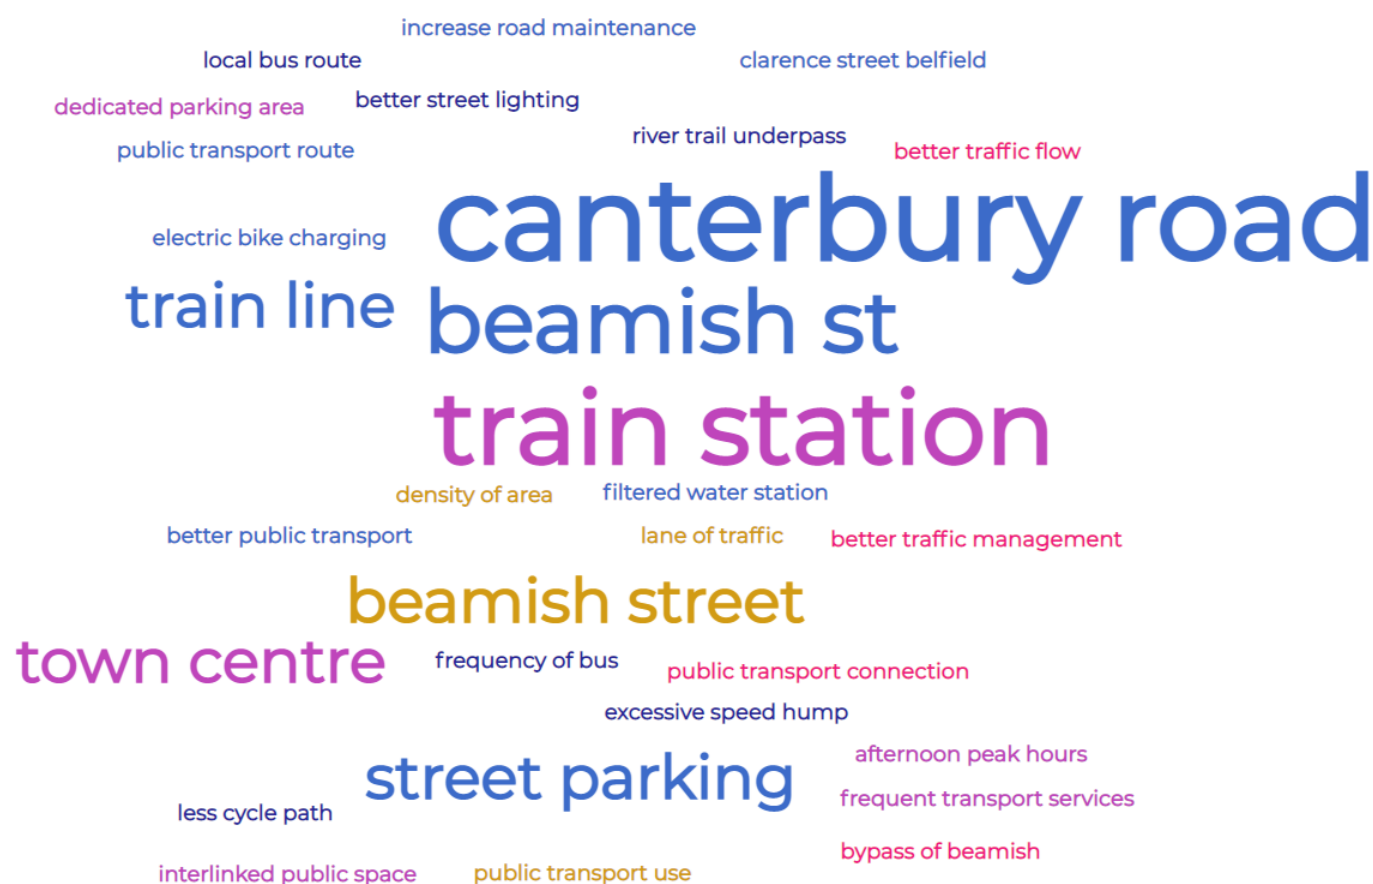 increase road maintenance
local bus route
clarence street belfield
dedicated parking area
better street lighting
river trail underpass
public transport route
better traffic flow
canterbury road
electric bike charging
train line
beamish st
train station
density of area
filtered water station
better public transport
lane of traffic
better traffic management
beamish street
town centre
frequency of bus
public transport connection
excessive speed hump
afternoon peak hours
street parking
frequent transport services
less cycle path
bypass of beamish
interlinked public space
public transport use